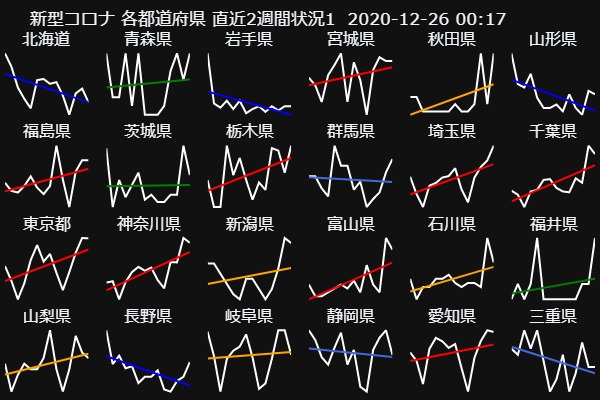 新型コロナ 各都道府県 直近2週間状況1 2020-12-26 00:17
北海道 青森県 岩手県 宮城県 秋田県 山形県
福島県 茨城県 栃木県 群馬県 埼玉県 千葉県
東京都 神奈川県 新潟県 富山県 石川県 福井県
山梨県 長野県 岐阜県 静岡県 愛知県 三重県